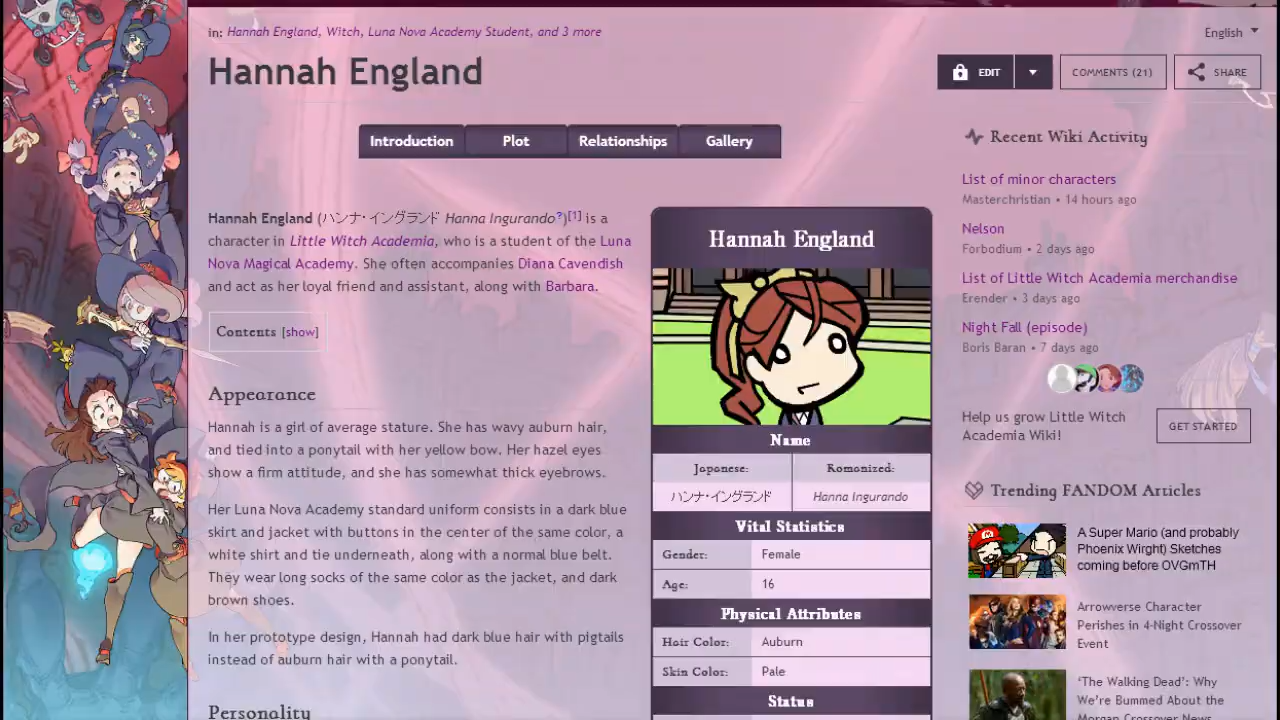 in: Hannah England, Witch, Luna Nova Academy Student, and 3 more
English
Hannah England
EDIT
COMMENTS (21)
SHARE
Introduction
Plot
Relationships
Gallery
Hannah England (ハンナ・イングランド Hanna Ingurando?)[1] is a
character in Little Witch Academia, who is a student of the Luna
Nova Magical Academy. She often accompanies Diana Cavendish
and act as her loyal friend and assistant, along with Barbara.
Contents [show]
Appearance
Hannah is a girl of average stature. She has wavy auburn hair,
and tied into a ponytail with her yellow bow. Her hazel eyes
show a firm attitude, and she has somewhat thick eyebrows.
Her Luna Nova Academy standard uniform consists in a dark blue
skirt and jacket with buttons in the center of the same color, a
white shirt and tie underneath, along with a normal blue belt.
They wear long socks of the same color as the jacket, and dark
brown shoes.
In her prototype design, Hannah had dark blue hair with pigtails
instead of auburn hair with a ponytail.
Personality
Hannah England
Name
Japanese:
Romanized:
ハンナ・イングランド
Hanna Ingurando
Vital Statistics
Gender:
Female
Age:
16
Physical Attributes
Hair Color:
Auburn
Skin Color:
Pale
Status
Recent Wiki Activity
List of minor characters
Masterchristian • 14 hours ago
Nelson
Forbodium • 2 days ago
List of Little Witch Academia merchandise
Erender • 3 days ago
Night Fall (episode)
Boris Baran • 7 days ago
Help us grow Little Witch
Academia Wiki!
GET STARTED
Trending FANDOM Articles
A Super Mario (and probably
Phoenix Wirght) Sketches
coming before OVGmTH
Arrowverse Character
Perishes in 4-Night Crossover
Event
'The Walking Dead': Why
We're Bummed About the
Morgan Crossover News